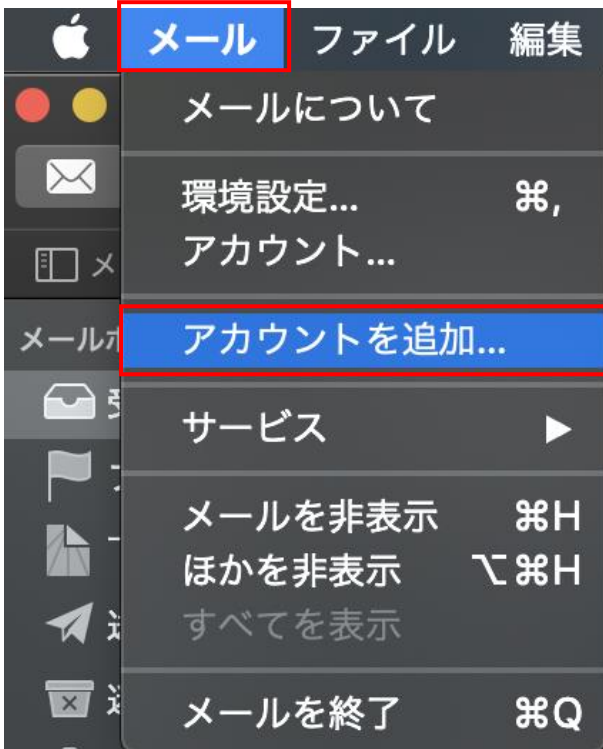 メール ファイル 編集
メールについて
環境設定... ⌘,
アカウント...
アカウントを追加...
サービス ▶
メールを非表示 ⌘H
ほかを非表示 ⌥⌘H
すべてを表示
メールを終了 ⌘Q